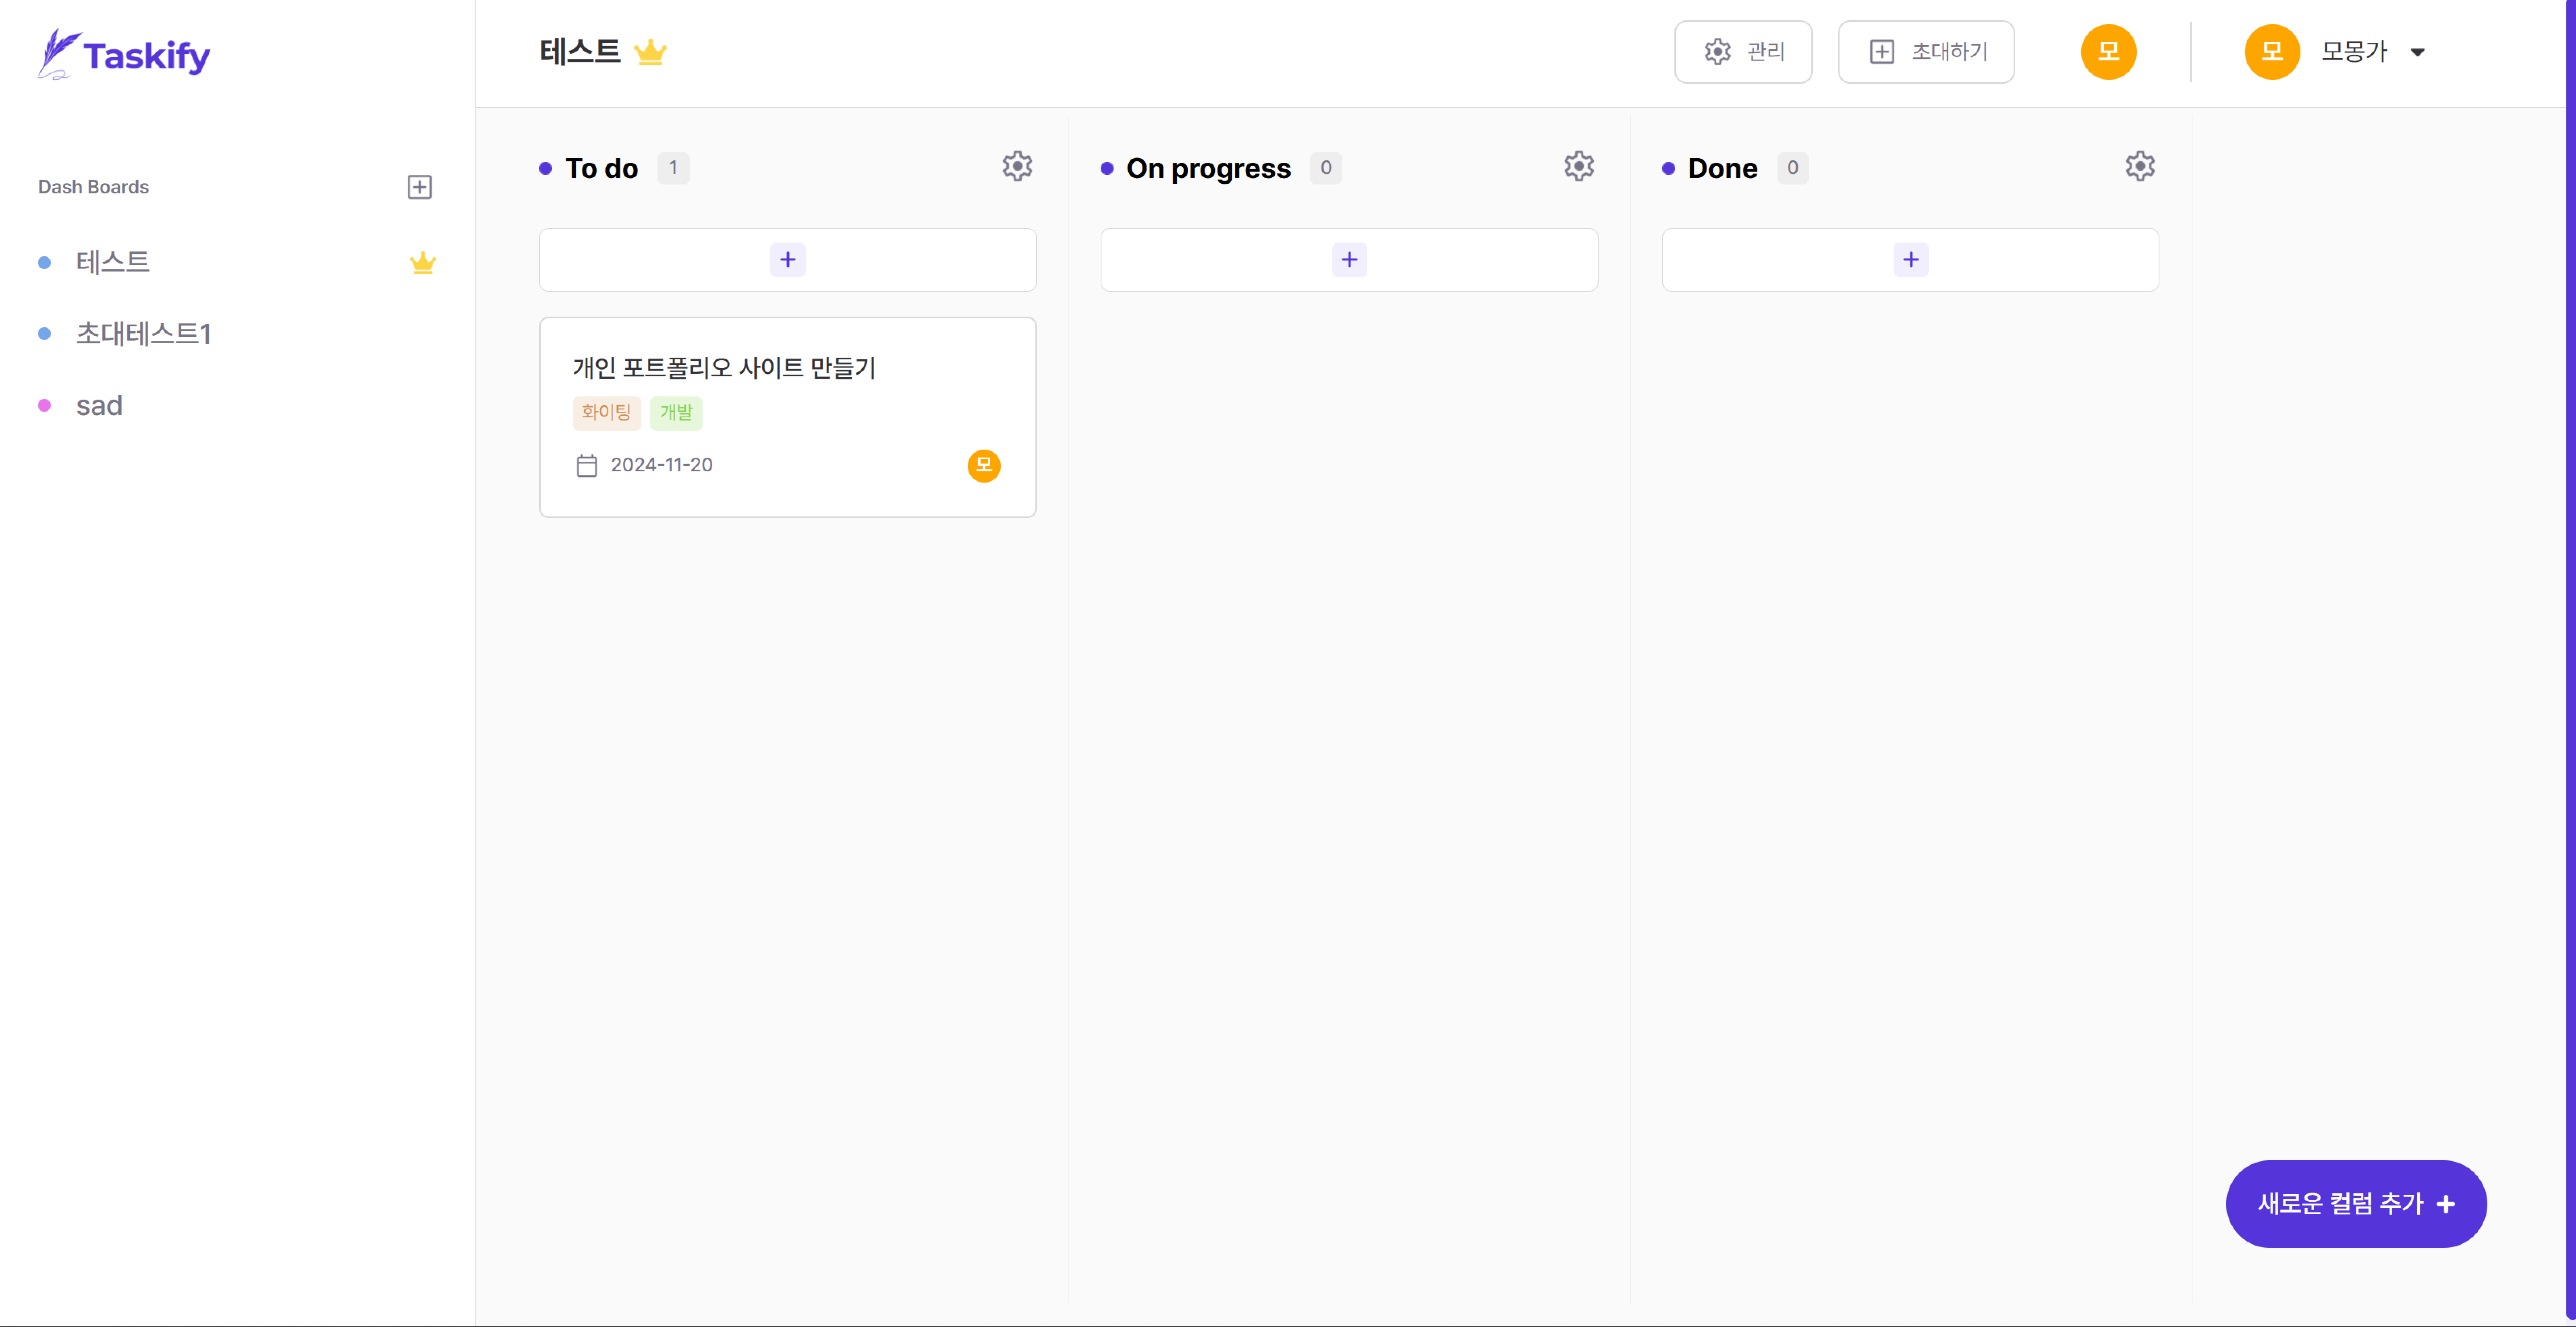 Taskify
Dash Boards
테스트
초대테스트1
sad
테스트
관리
초대하기
모
모
모몽가
To do 1
개인 포트폴리오 사이트 만들기
화이팅 개발
2024-11-20 모
On progress 0
Done 0
새로운 컬럼 추가 +